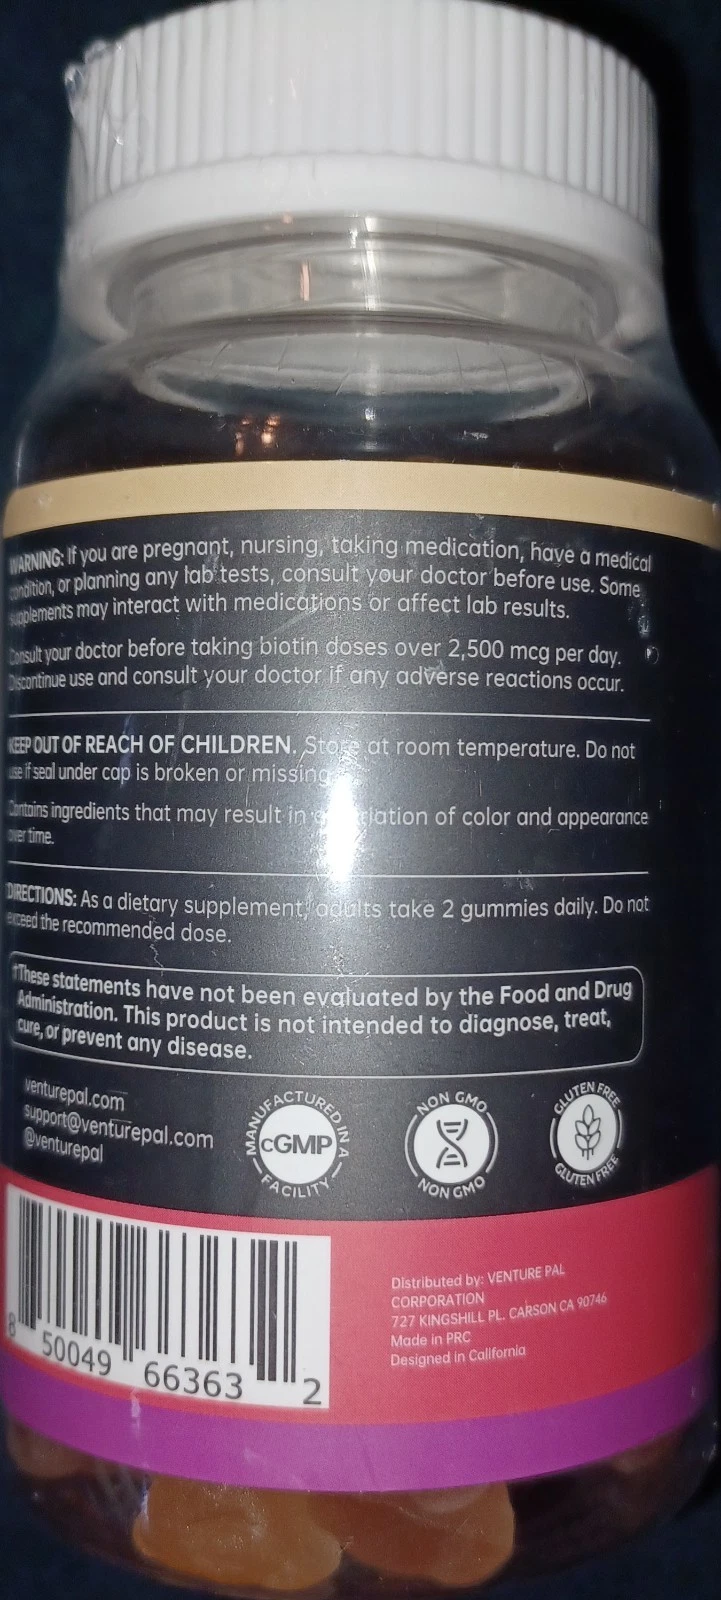 WARNING: If you are pregnant, nursing, taking medication, have a medical
condition, or planning any lab tests, consult your doctor before use. Some
supplements may interact with medications or affect lab results.
Consult your doctor before taking biotin doses over 2,500 mcg per day.
Discontinue use and consult your doctor if any adverse reactions occur.
KEEP OUT OF REACH OF CHILDREN. Store at room temperature. Do not
use if seal under cap is broken or missing
Contains ingredients that may result in color and appearance
over time.
DIRECTIONS: As a dietary supplement, adults take 2 gummies daily. Do not
exceed the recommended dose.
†These statements have not been evaluated by the Food and Drug
Administration. This product is not intended to diagnose, treat,
cure, or prevent any disease.
venturepal.com
support@venturepal.com
@venturepal
MANUFACTURED IN A
cGMP
FACILITY
NON GMO
NON GMO
GLUTEN FREE
GLUTEN FREE
8 50049 66363 2
Distributed by: VENTURE PAL
CORPORATION
727 KINGSHILL PL. CARSON CA 90746
Made in PRC
Designed in California